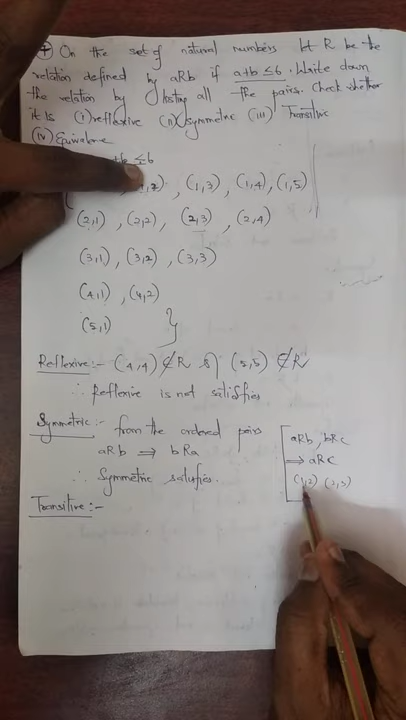 On the set of natural numbers let R be the
relation defined by aRb if a+b ≤ 6. Write down
the relation by listing all the pairs. Check whether
it is (i) reflexive (ii) symmetric (iii) Transitive
(iv) Equivalence
≤ 6
(1,3), (1,4), (1,5)
(2,1), (2,2), (2,3), (2,4)
(3,1), (3,2), (3,3)
(4,1), (4,2)
(5,1) }
Reflexive:- (4,4) ∉ R, (5,5) ∉ R
∴ Reflexive is not satisfies
Symmetric:- from the ordered pairs
aRb ⇒ bRa
∴ Symmetric satisfies.
aRb, bRc
⇒ aRc
(1,2) (2,3)
Transitive:-